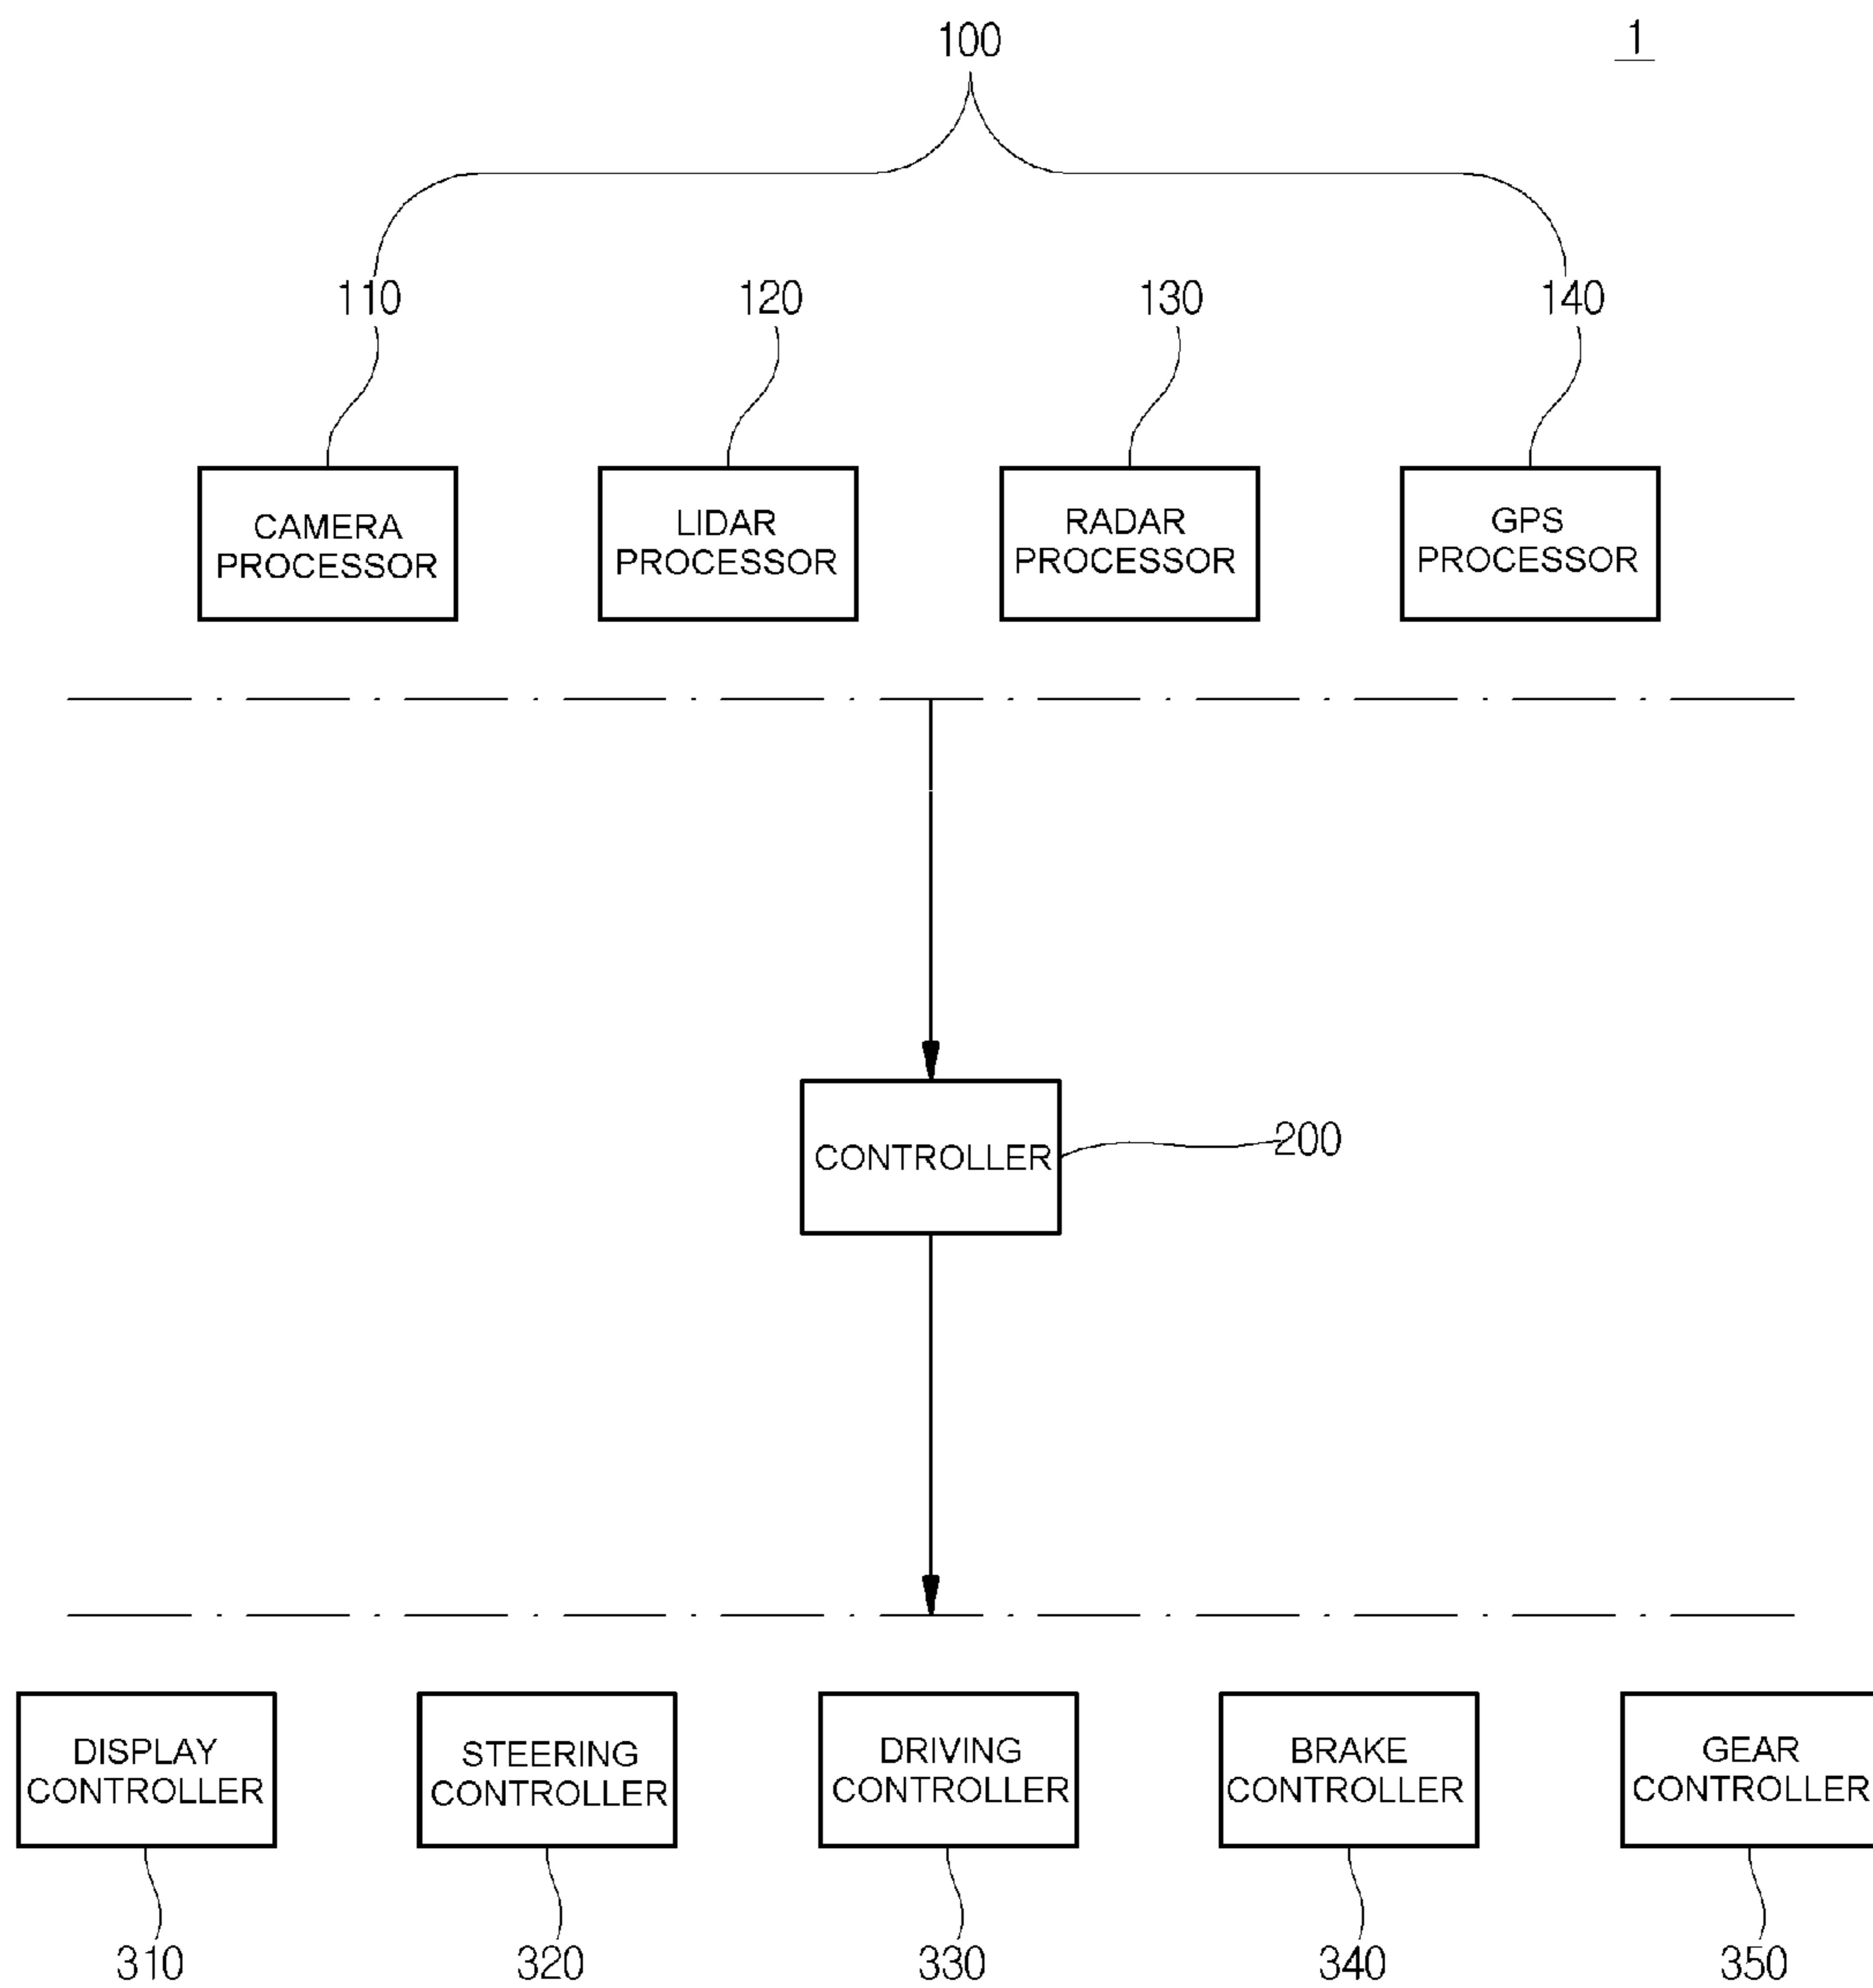 100
1
110
120
130
140
CAMERA
PROCESSOR
LIDAR
PROCESSOR
RADAR
PROCESSOR
GPS
PROCESSOR
CONTROLLER
200
DISPLAY
CONTROLLER
STEERING
CONTROLLER
DRIVING
CONTROLLER
BRAKE
CONTROLLER
GEAR
CONTROLLER
310
320
330
340
350